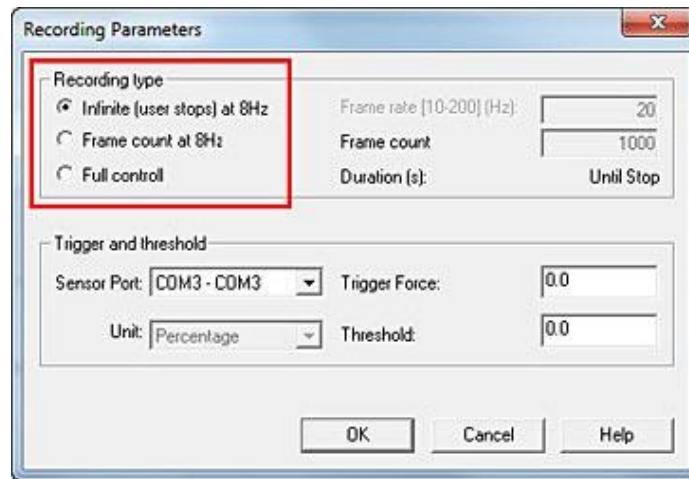 Recording Parameters
Recording type
Infinite (user stops) at 8Hz
Frame rate [10-200] (Hz): 20
Frame count at 8Hz
Frame count 1000
Full controll
Duration (s): Until Stop
Trigger and threshold
Sensor Port: COM3 - COM3
Trigger Force: 0.0
Unit: Percentage
Threshold: 0.0
OK Cancel Help